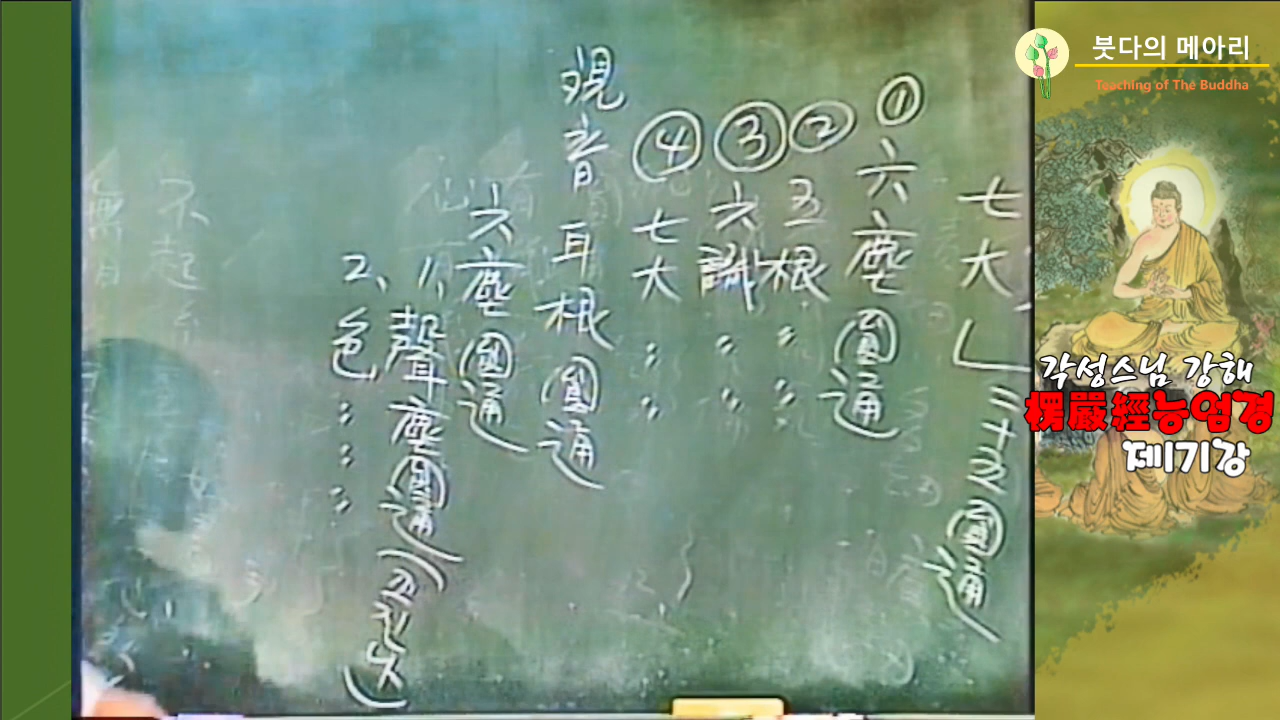 七大」二十五圓通
① 六塵圓通
② 五根 〃 〃
③ 六識 〃 〃
④ 七大 〃 〃
观音 耳根圓通
六塵圓通
1、聲塵圓通
2、色 〃 〃 〃
붓다의 메아리
Teaching of The Buddha
각성스님 강해
楞嚴經능엄경
제17강